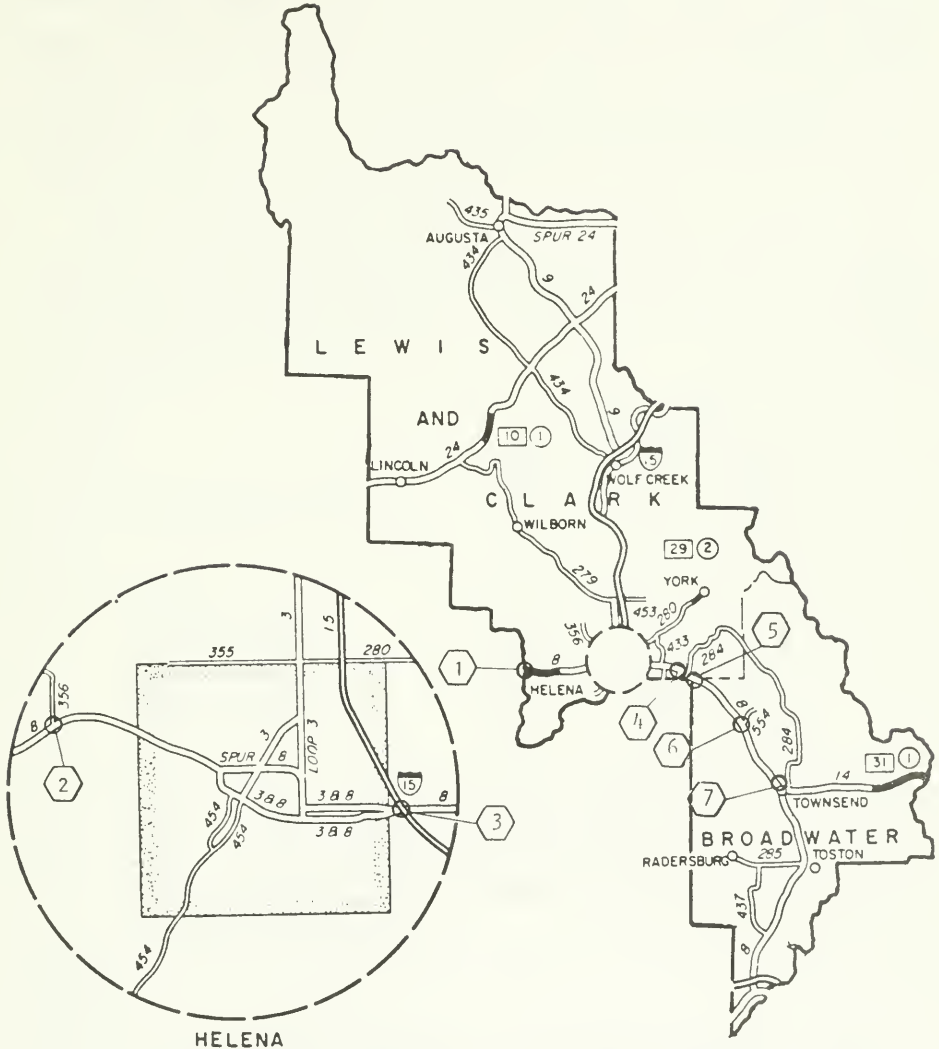 435
AUGUSTA
SPUR 24
434
9
24
L E W I S
434
9
AND
10 1
24
15
LINCOLN
WOLF CREEK
C L A R K
WILBORN
29 2
279
YORK
453 280
356
433
5
284
1
8
HELENA
4
8
554
6
284
31 1
7
14
TOWNSEND
BROADWATER
RADERSBURG
285
TOSTON
437
8
3
15
355
280
356
8
2
3
SPUR 8
LOOP 3
15
3&8
3&8
8
3&8
3
454
454
454
HELENA